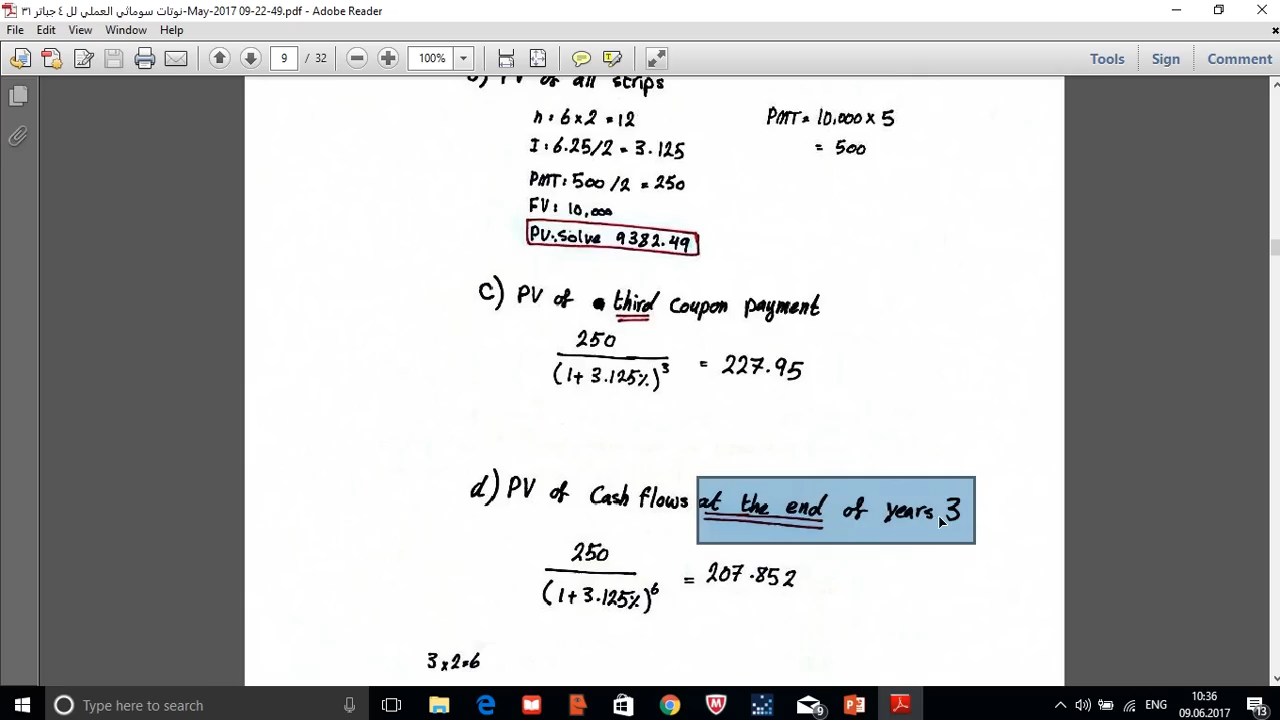 نوتات سوماثي العملي لل ٤ جباتر ٣١-May-2017 09-22-49.pdf - Adobe Reader
File Edit View Window Help
9 / 32 100% Tools Sign Comment
b) PV of all strips
n: 6x2 = 12
PMT = 10,000 x 5
I: 6.25/2 = 3.125
= 500
PMT: 500 /2 = 250
FV: 10,000
PV: Solve 9382.49
C) PV of third coupon payment
250
(1+ 3.125%)³ = 227.95
d) PV of Cash flows at the end of years 3
250
(1+ 3.125%)⁶ = 207.852
3x2=6
Type here to search
9
ENG
10:36
09.06.2017
13